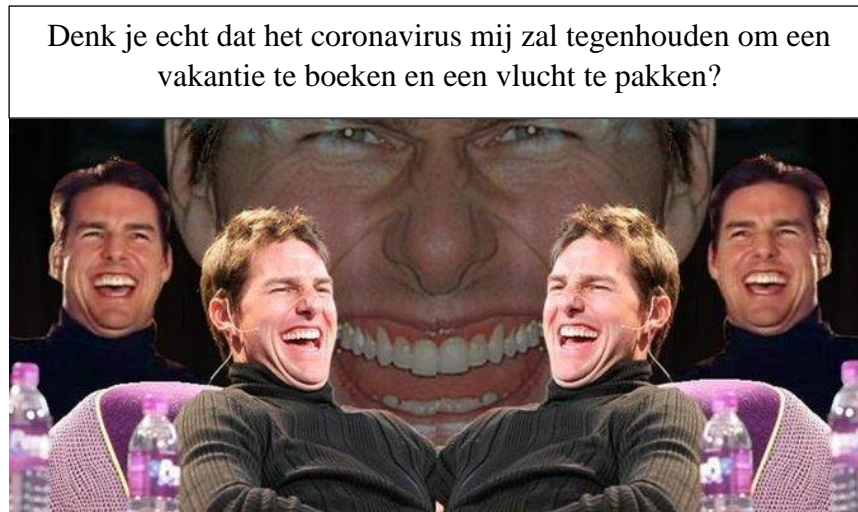 Denk je echt dat het coronavirus mij zal tegenhouden om een
vakantie te boeken en een vlucht te pakken?